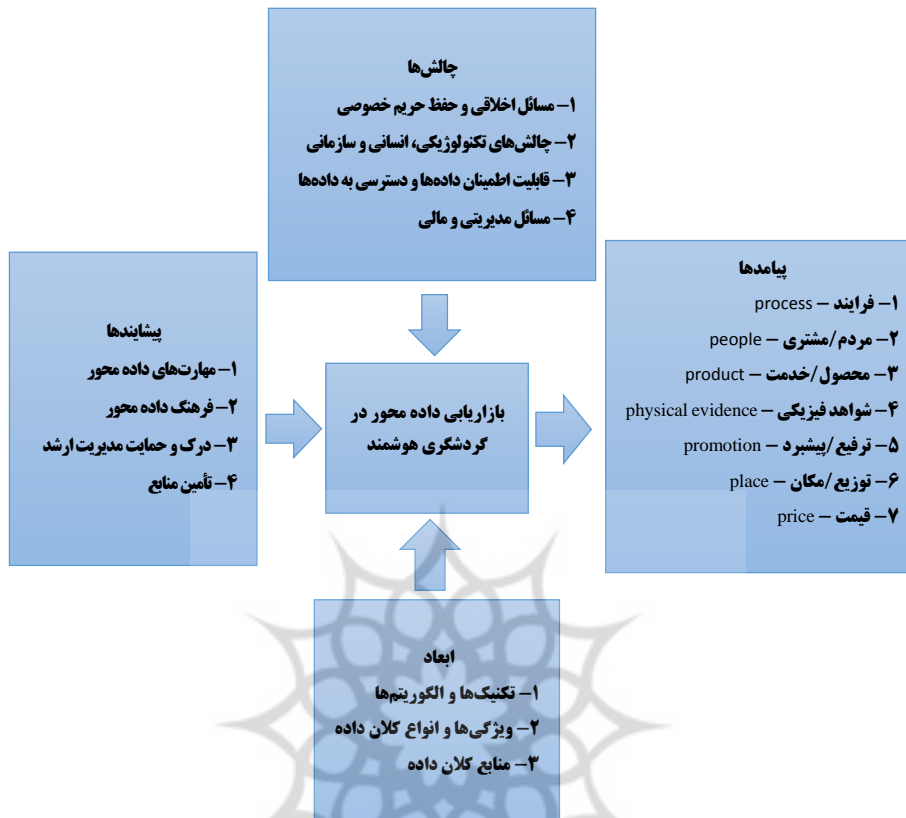 چالش‌ها
۱- مسائل اخلاقی و حفظ حریم خصوصی
۲- چالش‌های تکنولوژیکی، انسانی و سازمانی
۳- قابلیت اطمینان داده‌ها و دسترسی به داده‌ها
۴- مسائل مدیریتی و مالی
پیشایندها
۱- مهارت‌های داده محور
۲- فرهنگ داده محور
۳- درک و حمایت مدیریت ارشد
۴- تأمین منابع
بازاریابی داده محور در
گردشگری هوشمند
پیامدها
۱- فرایند – process
۲- مردم/مشتری – people
۳- محصول/خدمت – product
۴- شواهد فیزیکی – physical evidence
۵- ترفیع/پیشبرد – promotion
۶- توزیع/مکان – place
۷- قیمت – price
ابعاد
۱- تکنیک‌ها و الگوریتم‌ها
۲- ویژگی‌ها و انواع کلان داده
۳- منابع کلان داده